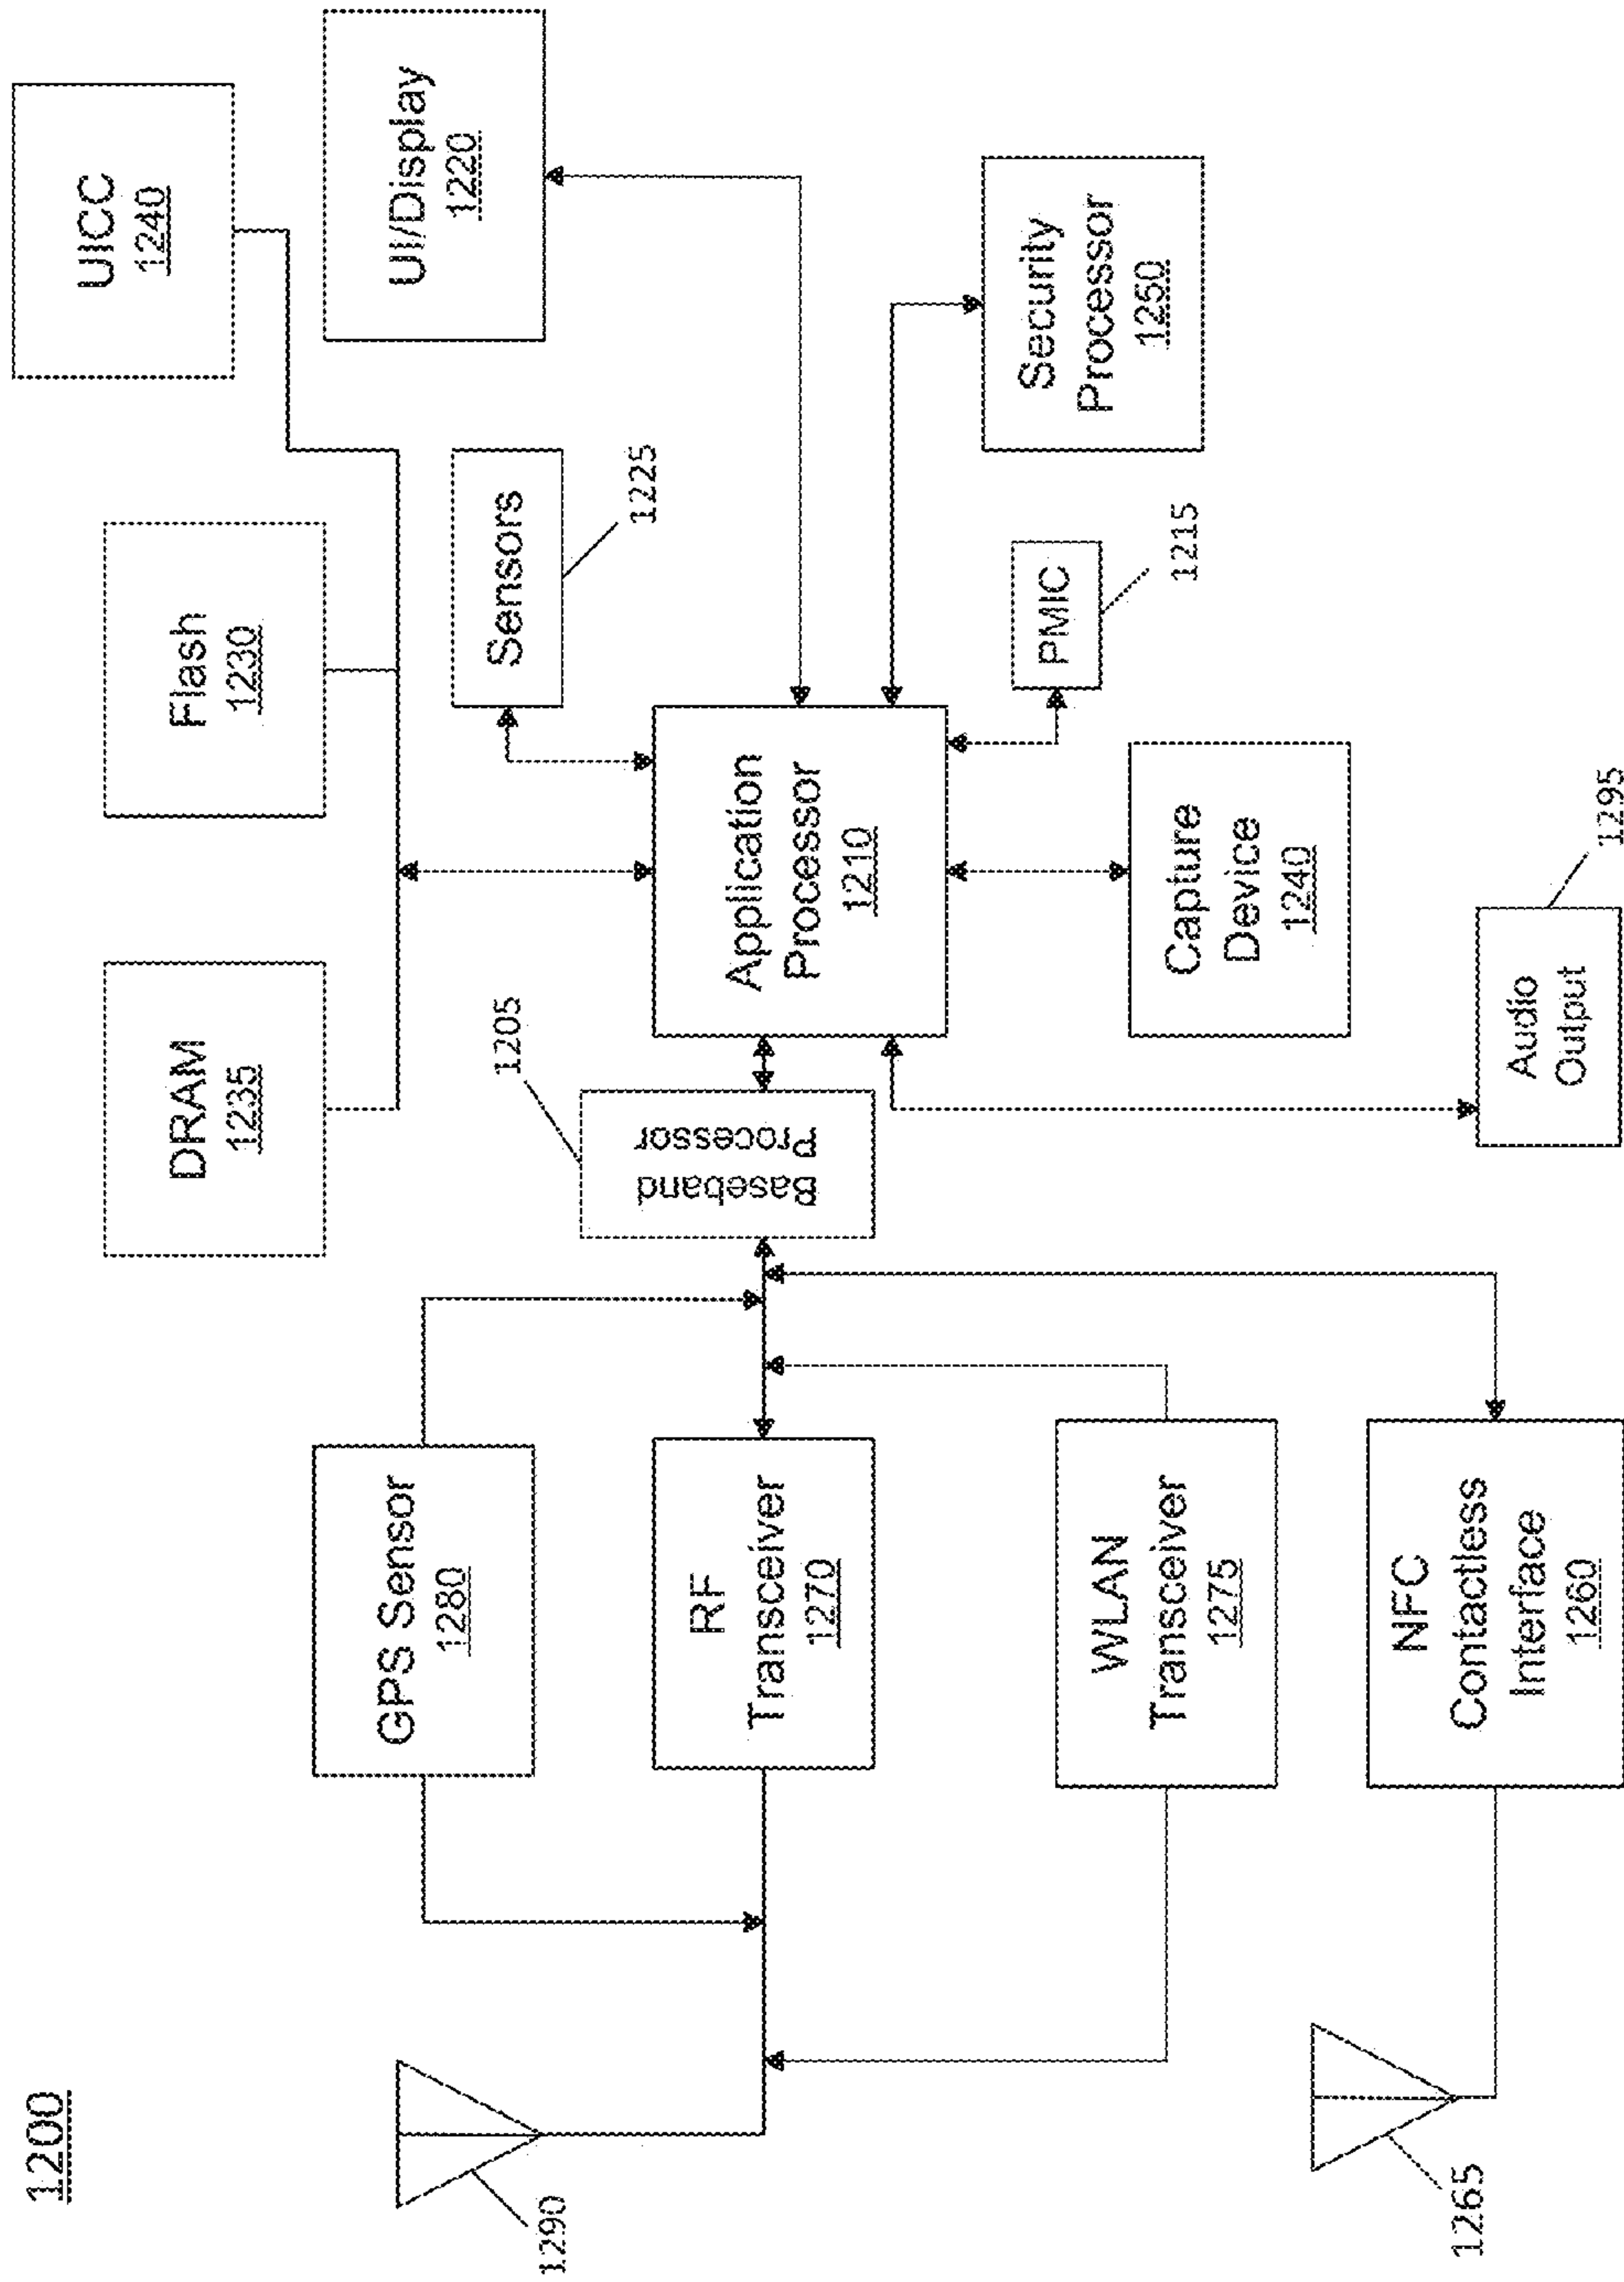 1200
UICC
1240
Flash
1230
DRAM
1235
UI/Display
1220
Sensors
1225
GPS Sensor
1280
1290
1205
Baseband
Processor
Application
Processor
1210
RF
Transceiver
1270
Security
Processor
1250
PMIC
1215
Capture
Device
1240
WLAN
Transceiver
1275
Audio
Output
1295
NFC
Contactless
Interface
1260
1265